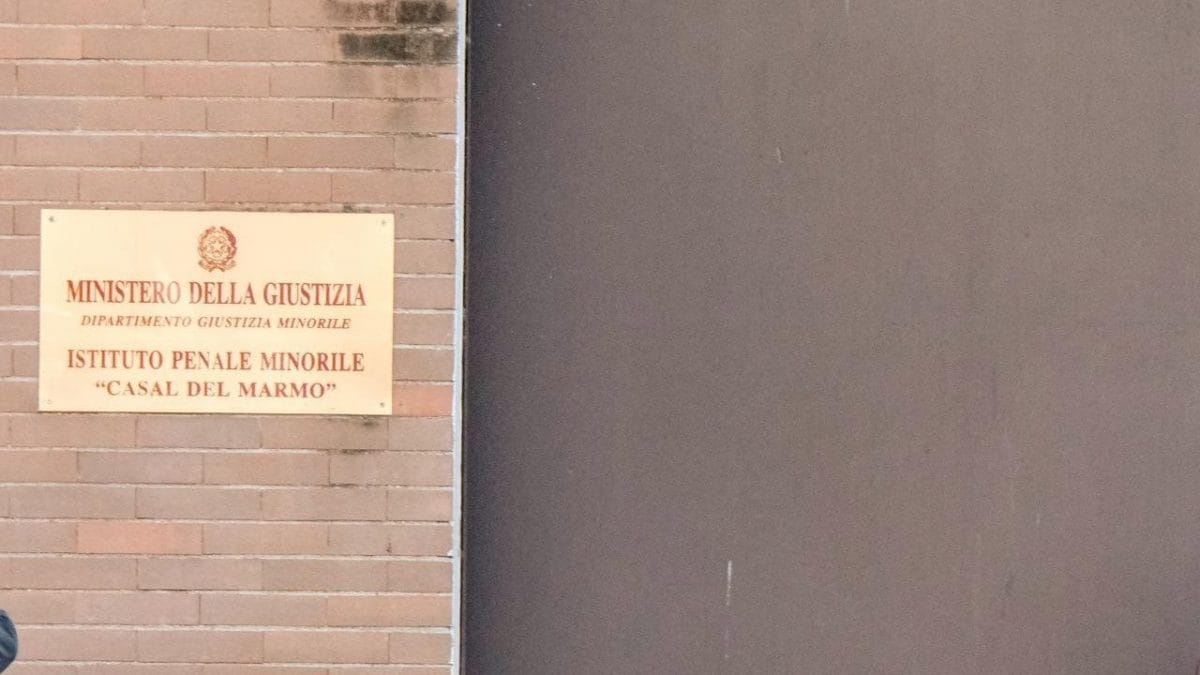 MINISTERO DELLA GIUSTIZIA
DIPARTIMENTO GIUSTIZIA MINORILE
ISTITUTO PENALE MINORILE
“CASAL DEL MARMO”